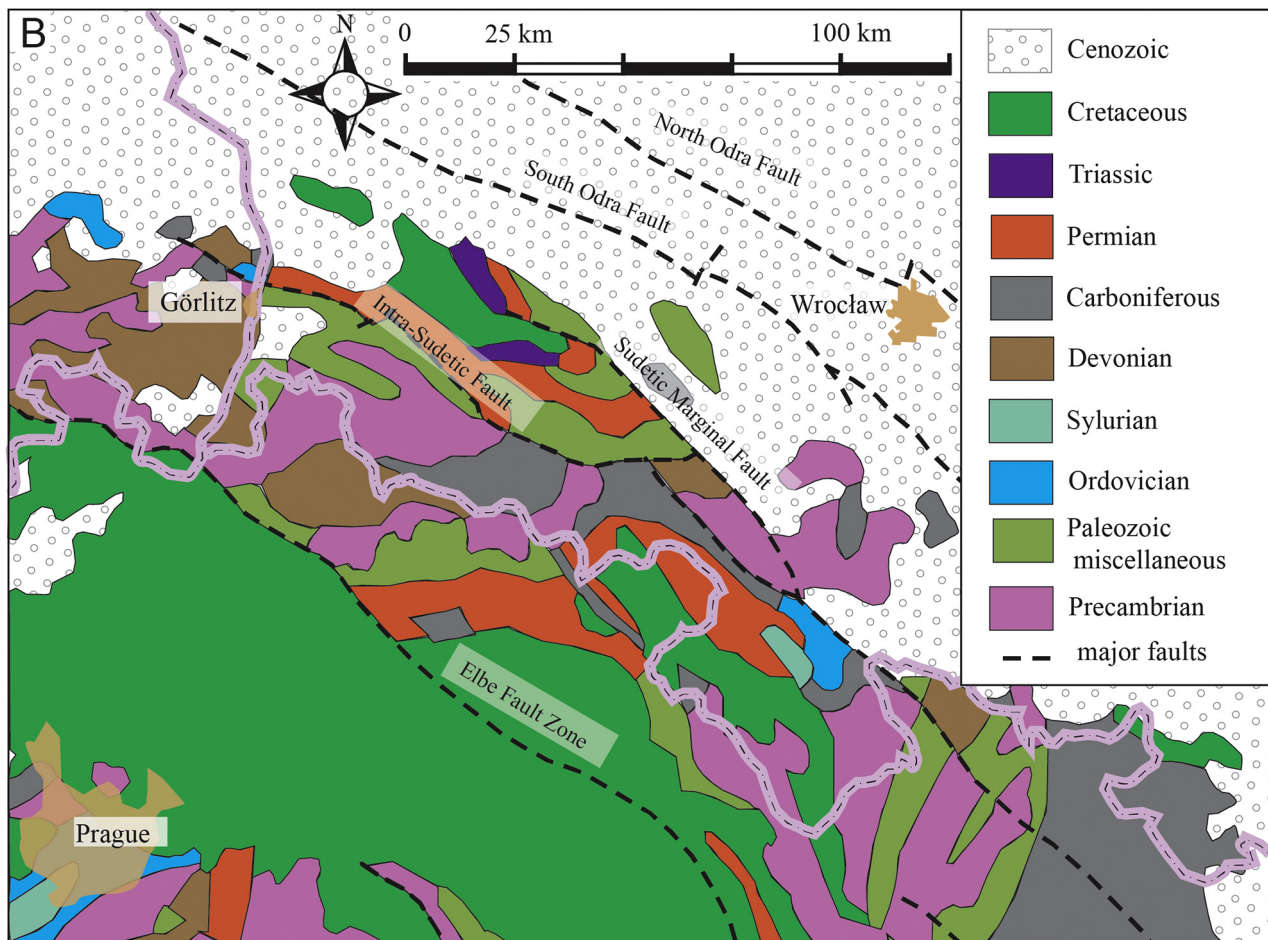 B
N
0
25 km
100 km
North Odra Fault
South Odra Fault
Görlitz
Wrocław
Intra-Sudetic Fault
Sudetic Marginal Fault
Elbe Fault Zone
Prague
Cenozoic
Cretaceous
Triassic
Permian
Carboniferous
Devonian
Sylurian
Ordovician
Paleozoic
miscellaneous
Precambrian
major faults